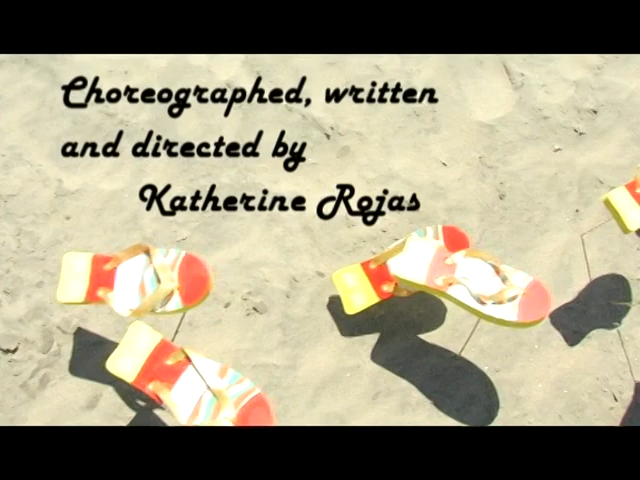 Choreographed, written
and directed by
Katherine Rojas